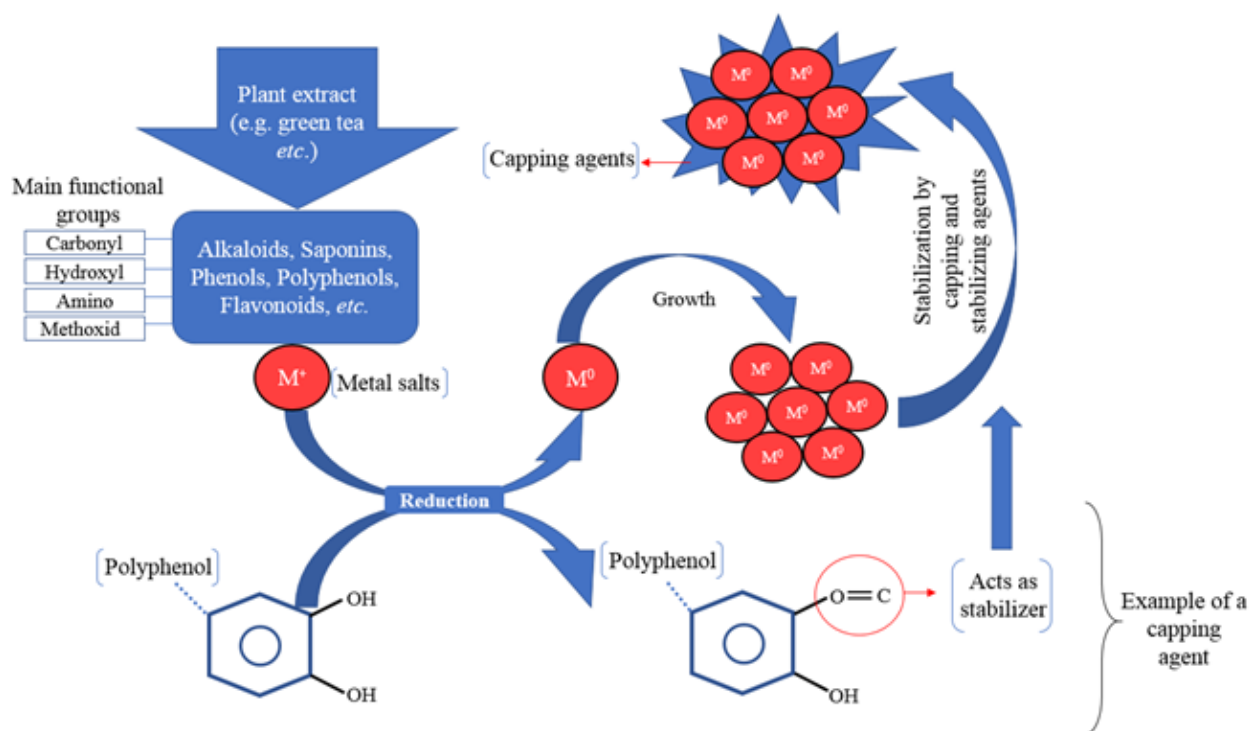 Plant extract
(e.g. green tea
etc.)
Main functional
groups
Carbonyl
Hydroxyl
Amino
Methoxid
Alkaloids, Saponins,
Phenols, Polyphenols,
Flavonoids, etc.
M⁺
Metal salts
Reduction
M⁰
Growth
M⁰
M⁰
M⁰
M⁰
M⁰
M⁰
M⁰
Stabilization by
capping and
stabilizing agents
Capping agents
M⁰
M⁰
M⁰
M⁰
M⁰
M⁰
M⁰
Polyphenol
OH
OH
Polyphenol
O=C
OH
Acts as
stabilizer
Example of a
capping
agent